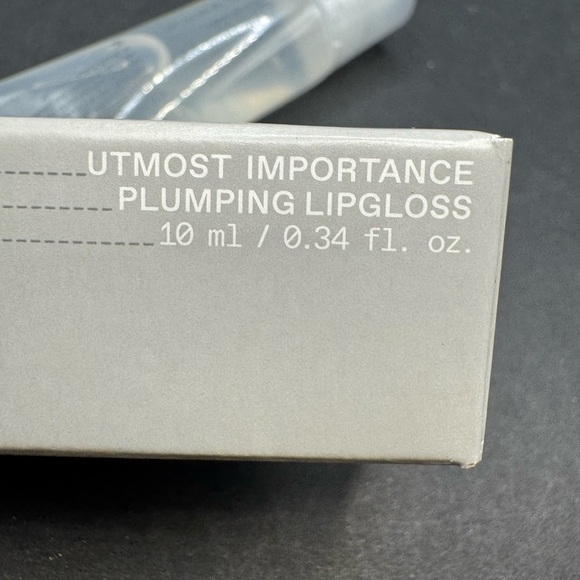 UTMOST IMPORTANCE
PLUMPING LIPGLOSS
10 ml / 0.34 fl. oz.